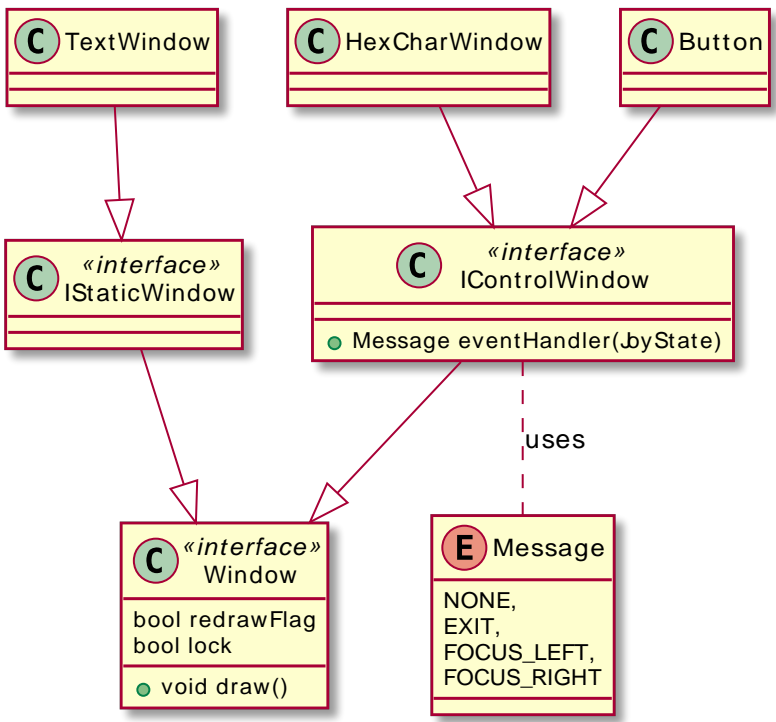 C TextWindow
C HexCharWindow
C Button
C «interface»
IStaticWindow
C «interface»
IControlWindow
Message eventHandler(JoyState)
uses
C «interface»
Window
bool redrawFlag
bool lock
void draw()
E Message
NONE,
EXIT,
FOCUS_LEFT,
FOCUS_RIGHT